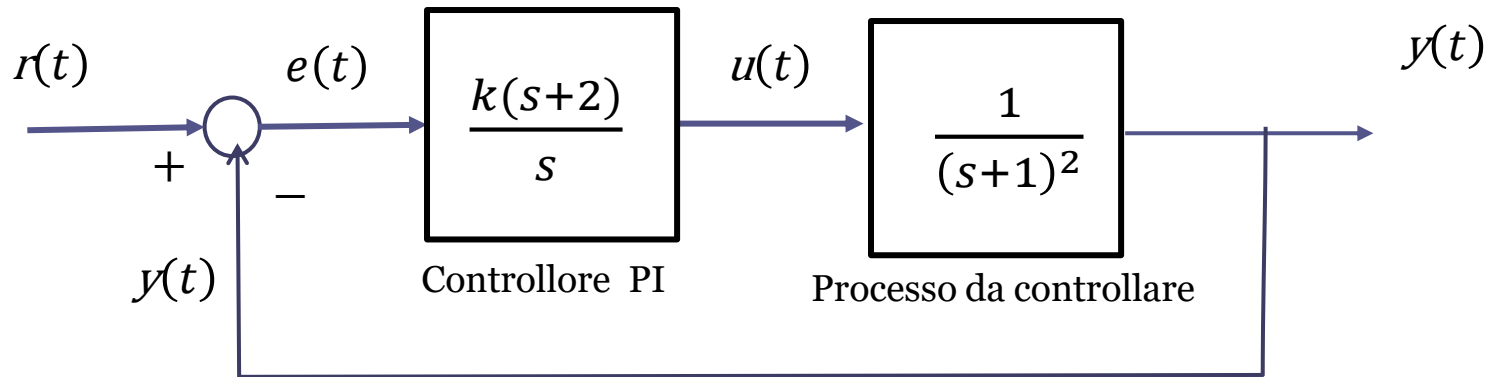 r(t)
+
−
e(t)
k(s+2)
s
Controllore PI
u(t)
1
(s+1)²
Processo da controllare
y(t)
y(t)